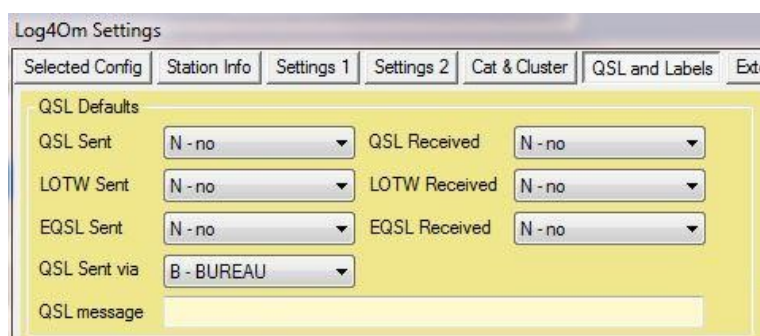 Log4Om Settings
Selected Config Station Info Settings 1 Settings 2 Cat & Cluster QSL and Labels
QSL Defaults
QSL Sent N - no QSL Received N - no
LOTW Sent N - no LOTW Received N - no
EQSL Sent N - no EQSL Received N - no
QSL Sent via B - BUREAU
QSL message